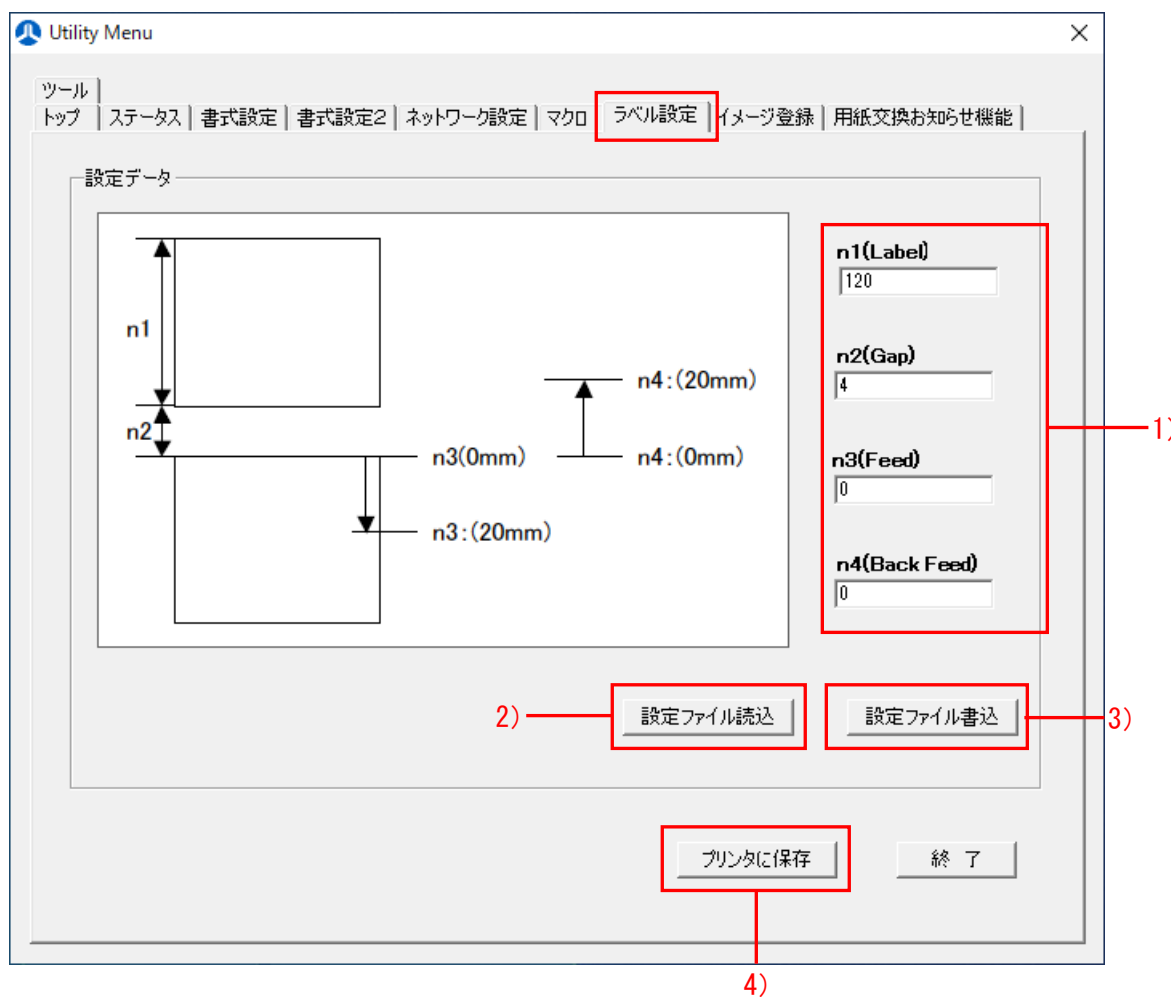 Utility Menu
ツール
トップ ステータス 書式設定 書式設定2 ネットワーク設定 マクロ ラベル設定 イメージ登録 用紙交換お知らせ機能
設定データ
n1
n2
n3(0mm)
n3:(20mm)
n4:(20mm)
n4:(0mm)
n1(Label)
120
n2(Gap)
4
n3(Feed)
0
n4(Back Feed)
0
1)
2)
設定ファイル読込
設定ファイル書込
3)
プリンタに保存
終 了
4)